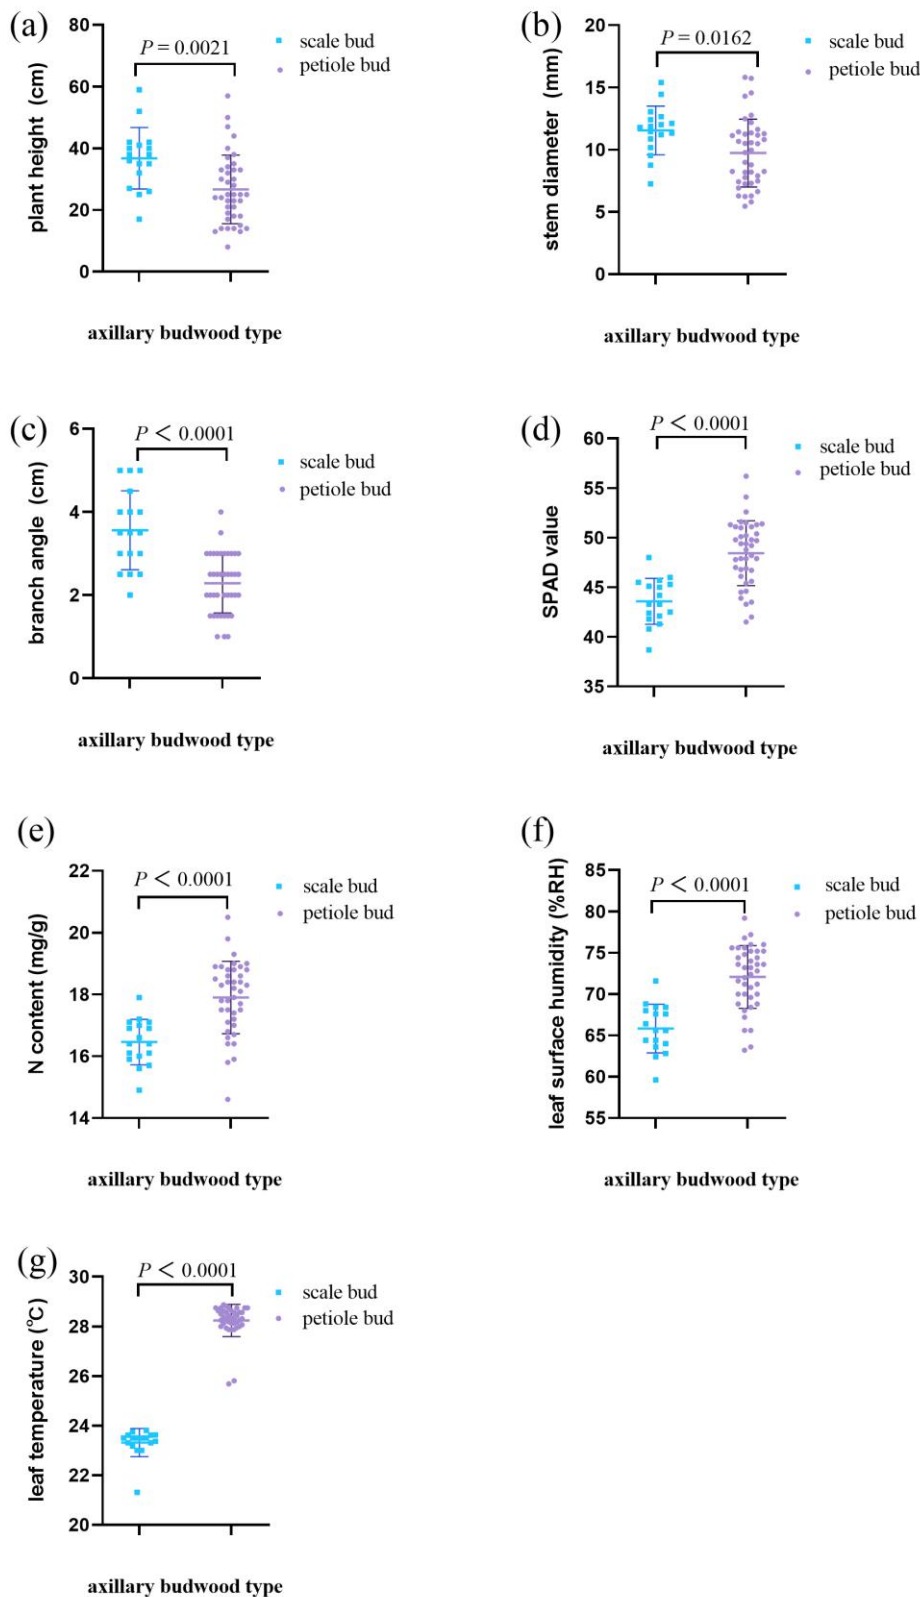 (a)
plant height (cm)
80
60
40
20
0
P = 0.0021
scale bud
petiole bud
axillary budwood type
(b)
stem diameter (mm)
20
15
10
5
0
P = 0.0162
scale bud
petiole bud
axillary budwood type
(c)
branch angle (cm)
6
4
2
0
P < 0.0001
scale bud
petiole bud
axillary budwood type
(d)
SPAD value
60
55
50
45
40
35
P < 0.0001
scale bud
petiole bud
axillary budwood type
(e)
N content (mg/g)
22
20
18
16
14
P < 0.0001
scale bud
petiole bud
axillary budwood type
(f)
leaf surface humidity (%RH)
85
80
75
70
65
60
55
P < 0.0001
scale bud
petiole bud
axillary budwood type
(g)
leaf temperature (°C)
30
28
26
24
22
20
P < 0.0001
scale bud
petiole bud
axillary budwood type